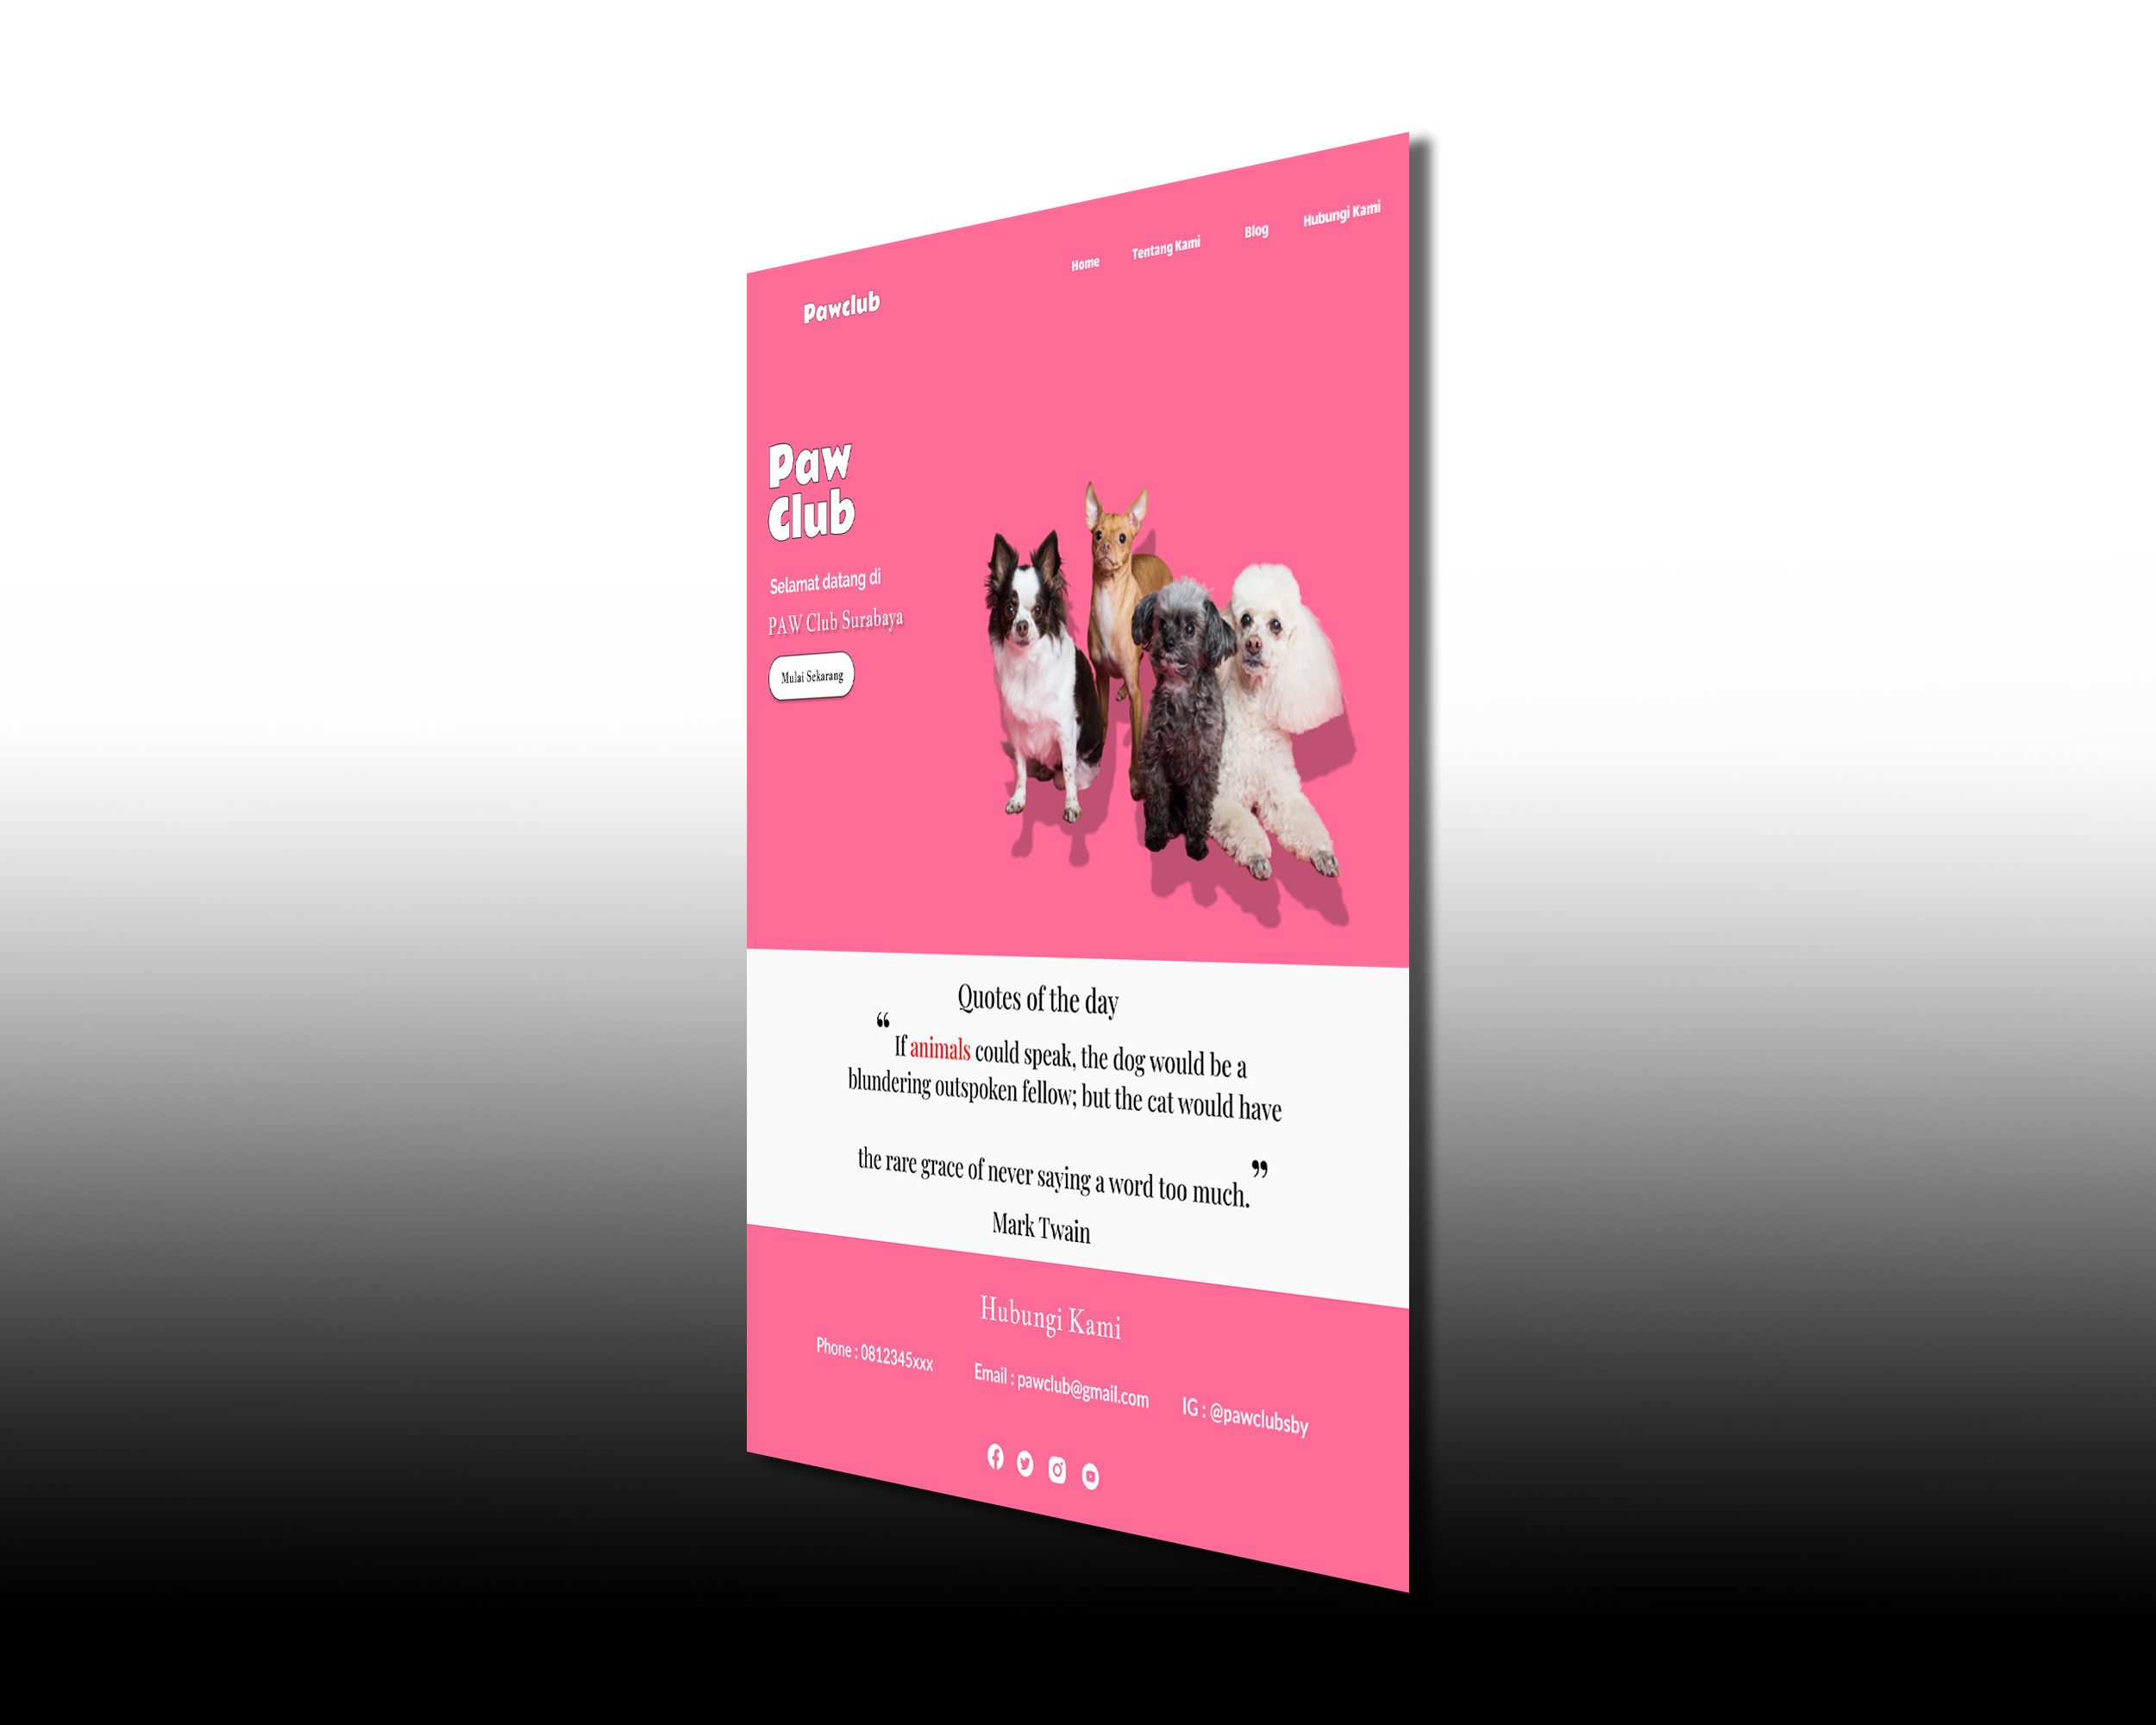 Pawclub
Home
Tentang Kami
Blog
Hubungi Kami
Paw
Club
Selamat datang di
PAW Club Surabaya
Mulai Sekarang
Quotes of the day
“ If animals could speak, the dog would be a
blundering outspoken fellow; but the cat would have
the rare grace of never saying a word too much. ”
Mark Twain
Hubungi Kami
Phone : 0812345xxx
Email : pawclub@gmail.com
IG : @pawclubsby